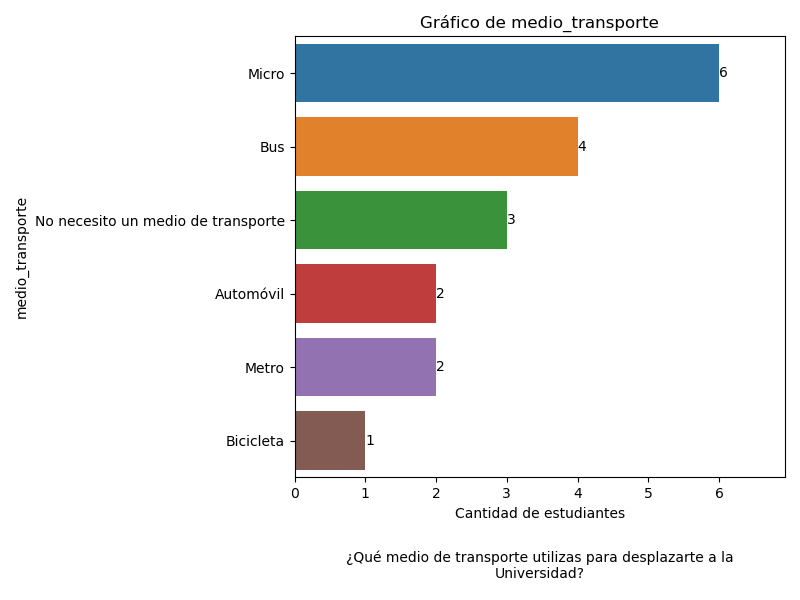 Gráfico de medio_transporte
Micro
6
Bus
4
No necesito un medio de transporte
3
Automóvil
2
Metro
2
Bicicleta
1
medio_transporte
0 1 2 3 4 5 6
Cantidad de estudiantes
¿Qué medio de transporte utilizas para desplazarte a la
Universidad?